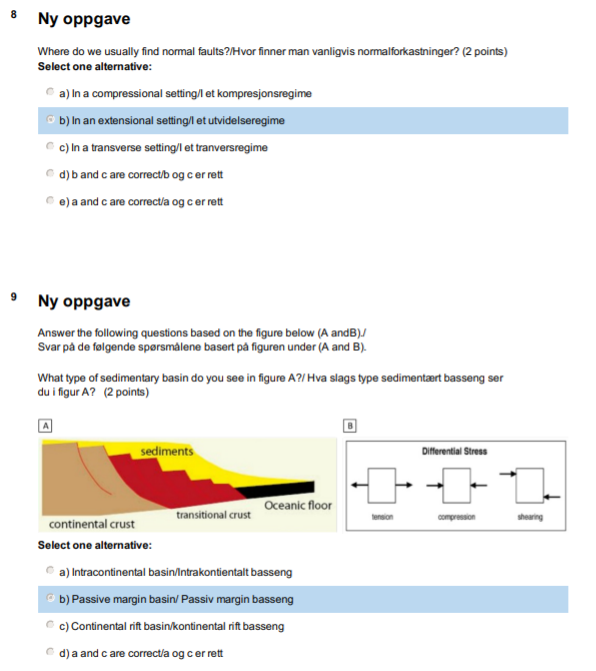 8 Ny oppgave
Where do we usually find normal faults?/Hvor finner man vanligvis normalforkastninger? (2 points)
Select one alternative:
a) In a compressional setting/I et kompresjonsregime
b) In an extensional setting/I et utvidelseregime
c) In a transverse setting/I et tranversregime
d) b and c are correct/b og c er rett
e) a and c are correct/a og c er rett
9 Ny oppgave
Answer the following questions based on the figure below (A andB)./
Svar på de følgende spørsmålene basert på figuren under (A and B).
What type of sedimentary basin do you see in figure A?/ Hva slags type sedimentært basseng ser
du i figur A? (2 points)
A
B
sediments
Oceanic floor
transitional crust
continental crust
Differential Stress
tension compression shearing
Select one alternative:
a) Intracontinental basin/Intrakontientalt basseng
b) Passive margin basin/ Passiv margin basseng
c) Continental rift basin/kontinental rift basseng
d) a and c are correct/a og c er rett